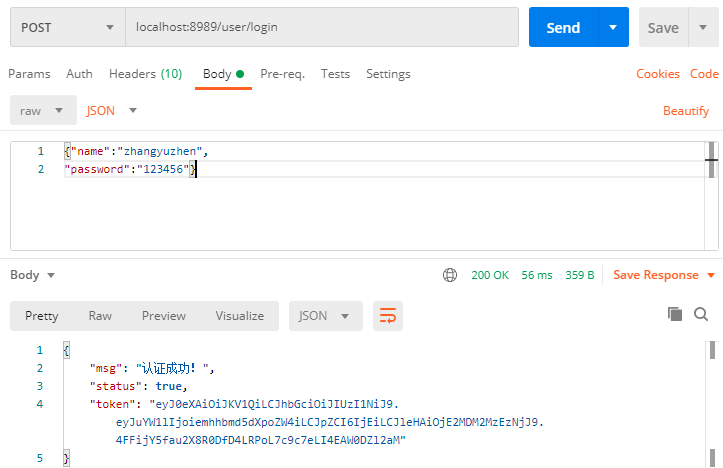 POST localhost:8989/user/login Send Save
Params Auth Headers (10) Body Pre-req. Tests Settings Cookies Code
raw JSON Beautify
1 {"name":"zhangyuzhen",
2 "password":"123456"}
Body 200 OK 56 ms 359 B Save Response
Pretty Raw Preview Visualize JSON
1 {
2 "msg": "认证成功！",
3 "status": true,
4 "token": "eyJ0eXAiOiJKV1QiLCJhbGciOiJIUzI1NiJ9.
eyJuYW1lIjoiemhhbmd5dXpoZW4iLCJpZCI6IjEiLCJleHAiOjE2MDM2MzEzNjJ9.
4FFijY5fau2X8R0DfD4LRPoL7c9c7eLI4EAW0DZl2aM"
5 }